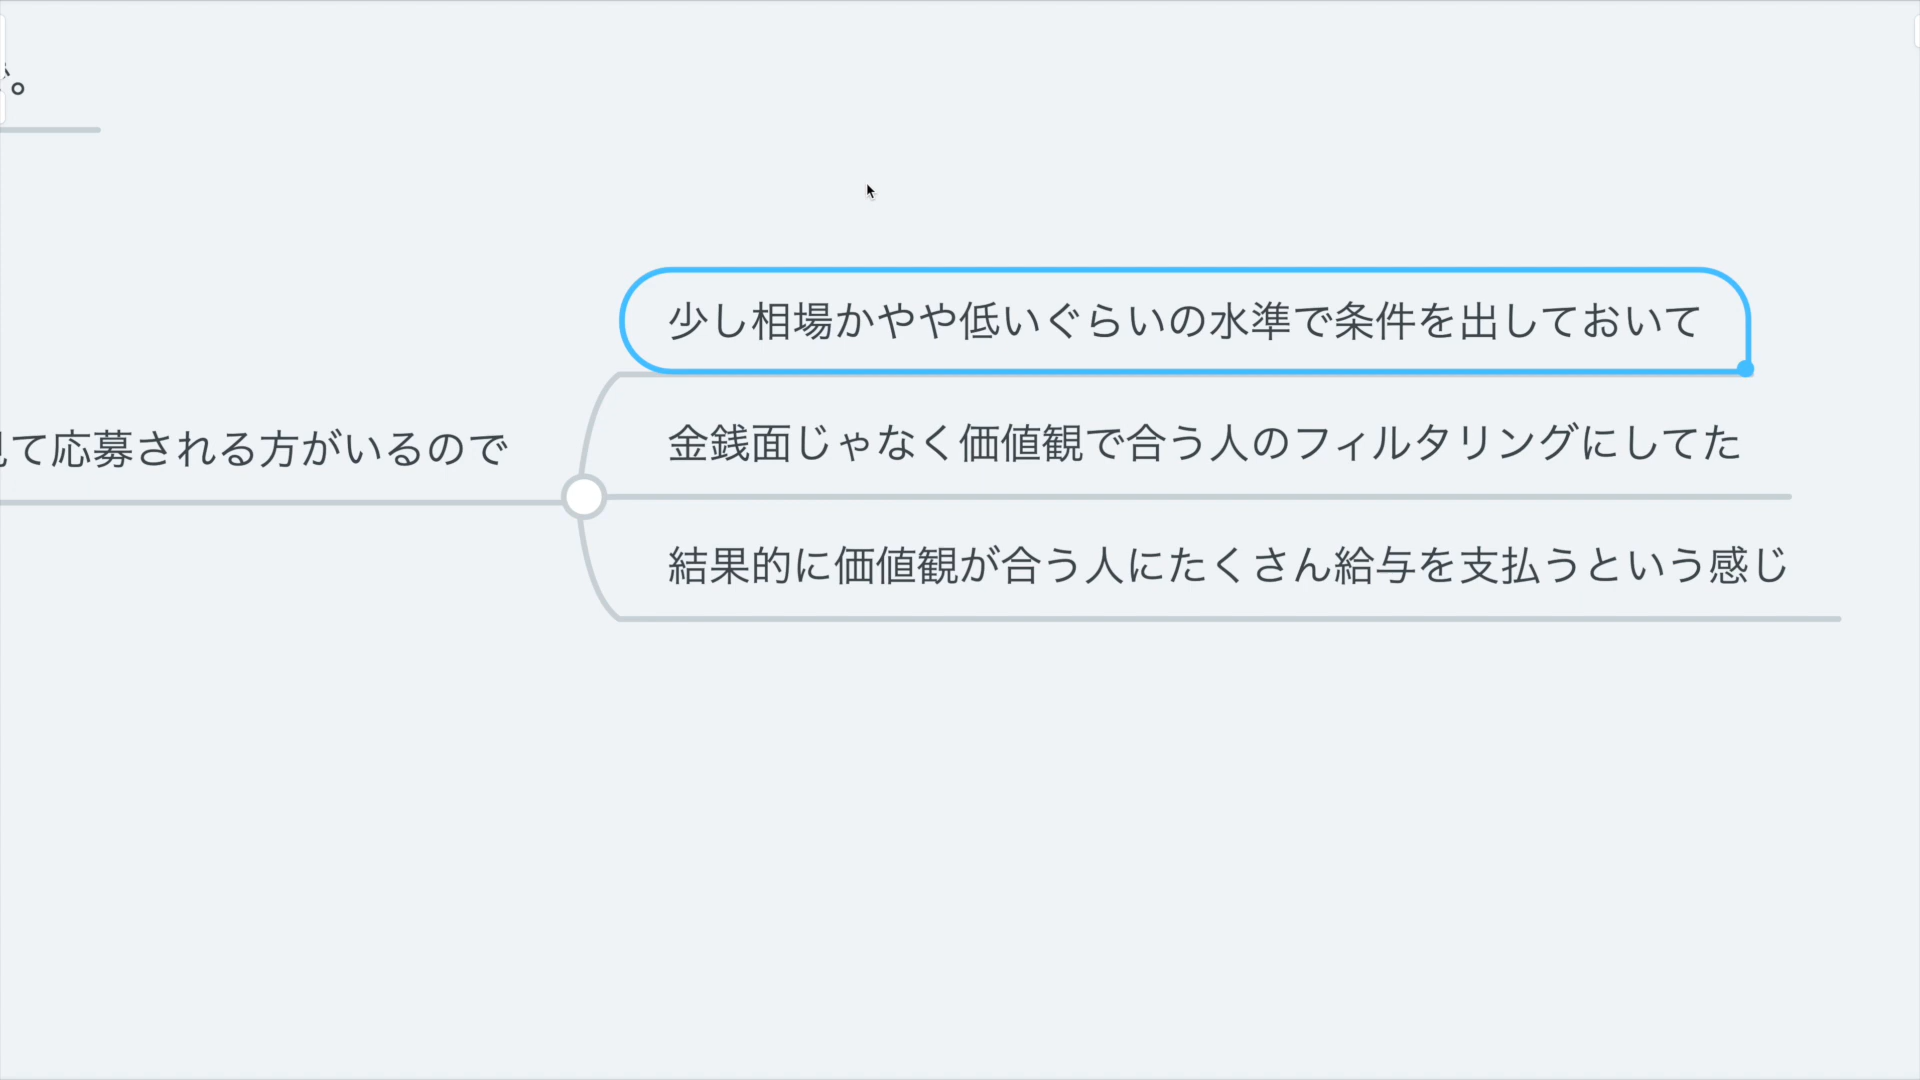 。
少し相場かやや低いぐらいの水準で条件を出しておいて
て応募される方がいるので
金銭面じゃなく価値観で合う人のフィルタリングにしてた
結果的に価値観が合う人にたくさん給与を支払うという感じ